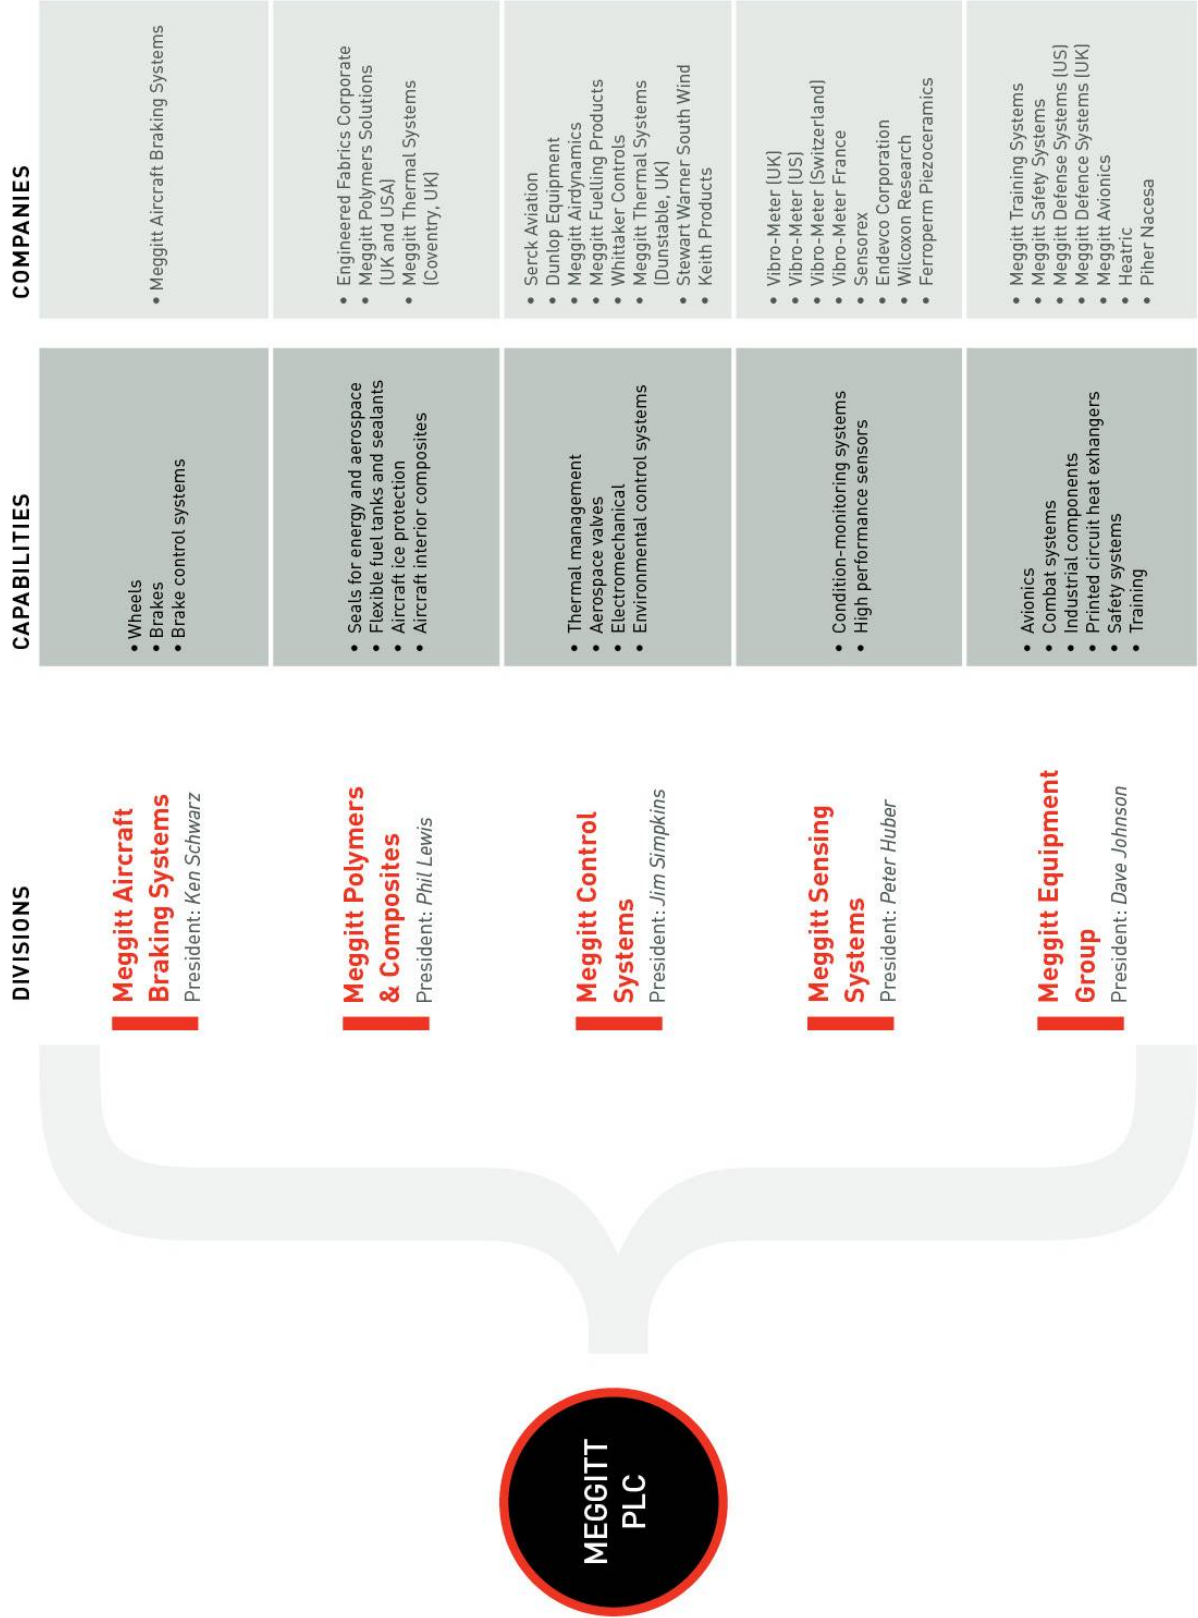 MEGGITT
PLC
DIVISIONS
CAPABILITIES
COMPANIES
Meggitt Aircraft
Braking Systems
President: Ken Schwarz
• Wheels
• Brakes
• Brake control systems
• Meggitt Aircraft Braking Systems
Meggitt Polymers
& Composites
President: Phil Lewis
• Seals for energy and aerospace
• Flexible fuel tanks and sealants
• Aircraft ice protection
• Aircraft interior composites
• Engineered Fabrics Corporate
• Meggitt Polymers Solutions
(UK and USA)
• Meggitt Thermal Systems
(Coventry, UK)
Meggitt Control
Systems
President: Jim Simpkins
• Thermal management
• Aerospace valves
• Electromechanical
• Environmental control systems
• Serck Aviation
• Dunlop Equipment
• Meggitt Airdynamics
• Meggitt Fuelling Products
• Whittaker Controls
• Meggitt Thermal Systems
(Dunstable, UK)
• Stewart Warner South Wind
• Keith Products
Meggitt Sensing
Systems
President: Peter Huber
• Condition-monitoring systems
• High performance sensors
• Vibro-Meter (UK)
• Vibro-Meter (US)
• Vibro-Meter (Switzerland)
• Vibro-Meter France
• Sensorex
• Endevco Corporation
• Wilcoxon Research
• Ferroperm Piezoceramics
Meggitt Equipment
Group
President: Dave Johnson
• Avionics
• Combat systems
• Industrial components
• Printed circuit heat exhangers
• Safety systems
• Training
• Meggitt Training Systems
• Meggitt Safety Systems
• Meggitt Defense Systems (US)
• Meggitt Defence Systems (UK)
• Meggitt Avionics
• Heatric
• Piher Nacesa